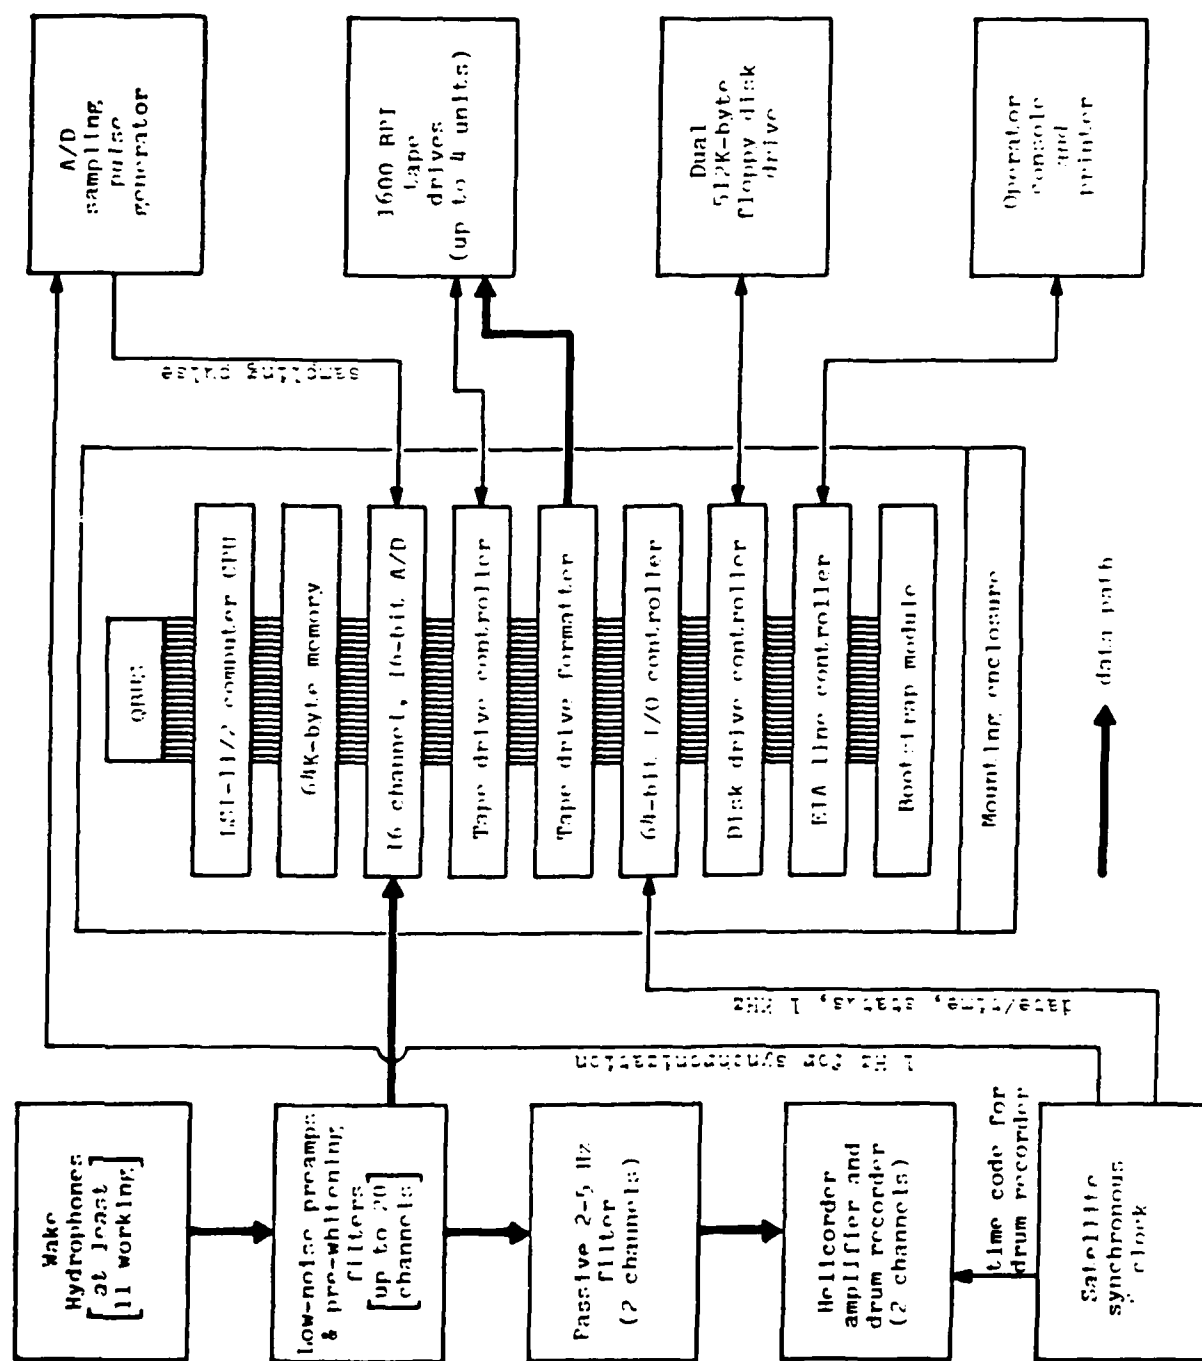 Wake
Hydrophones
[at least
11 working]
Low-noise preamps
& pre-whitening
filters
[up to 20
channels]
Passive 2-5 Hz
filter
(2 channels)
Helicorder
amplifier and
drum recorder
(2 channels)
time code for
drum recorder
Satellite
synchronous
clock
1 Hz for synchronization
date/time, status, 1 KHz
QBUS
LSI-11/2 computer CPU
64K-byte memory
16 channel, 16-bit A/D
Tape drive controller
Tape drive formatter
64-bit I/O controller
Disk drive controller
EIA line controller
Bootstrap module
Mounting enclosure
data path
sampling pulse
A/D
sampling
pulse
generator
1600 BPI
tape
drives
(up to 4 units)
Dual
512K-byte
floppy disk
drive
Operator
console
and
printer